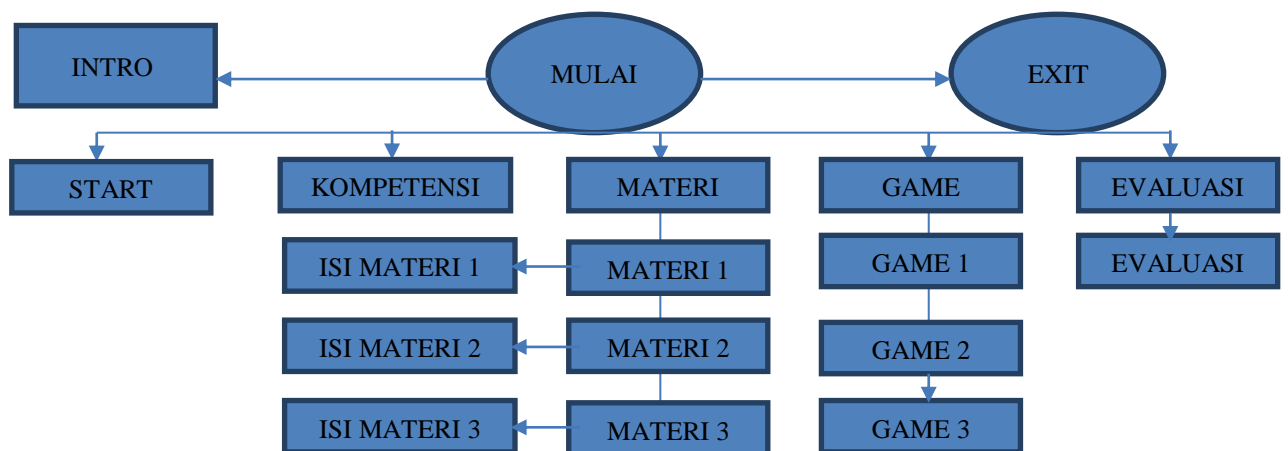 INTRO
MULAI
EXIT
START
KOMPETENSI
MATERI
GAME
EVALUASI
ISI MATERI 1
MATERI 1
GAME 1
EVALUASI
ISI MATERI 2
MATERI 2
GAME 2
ISI MATERI 3
MATERI 3
GAME 3